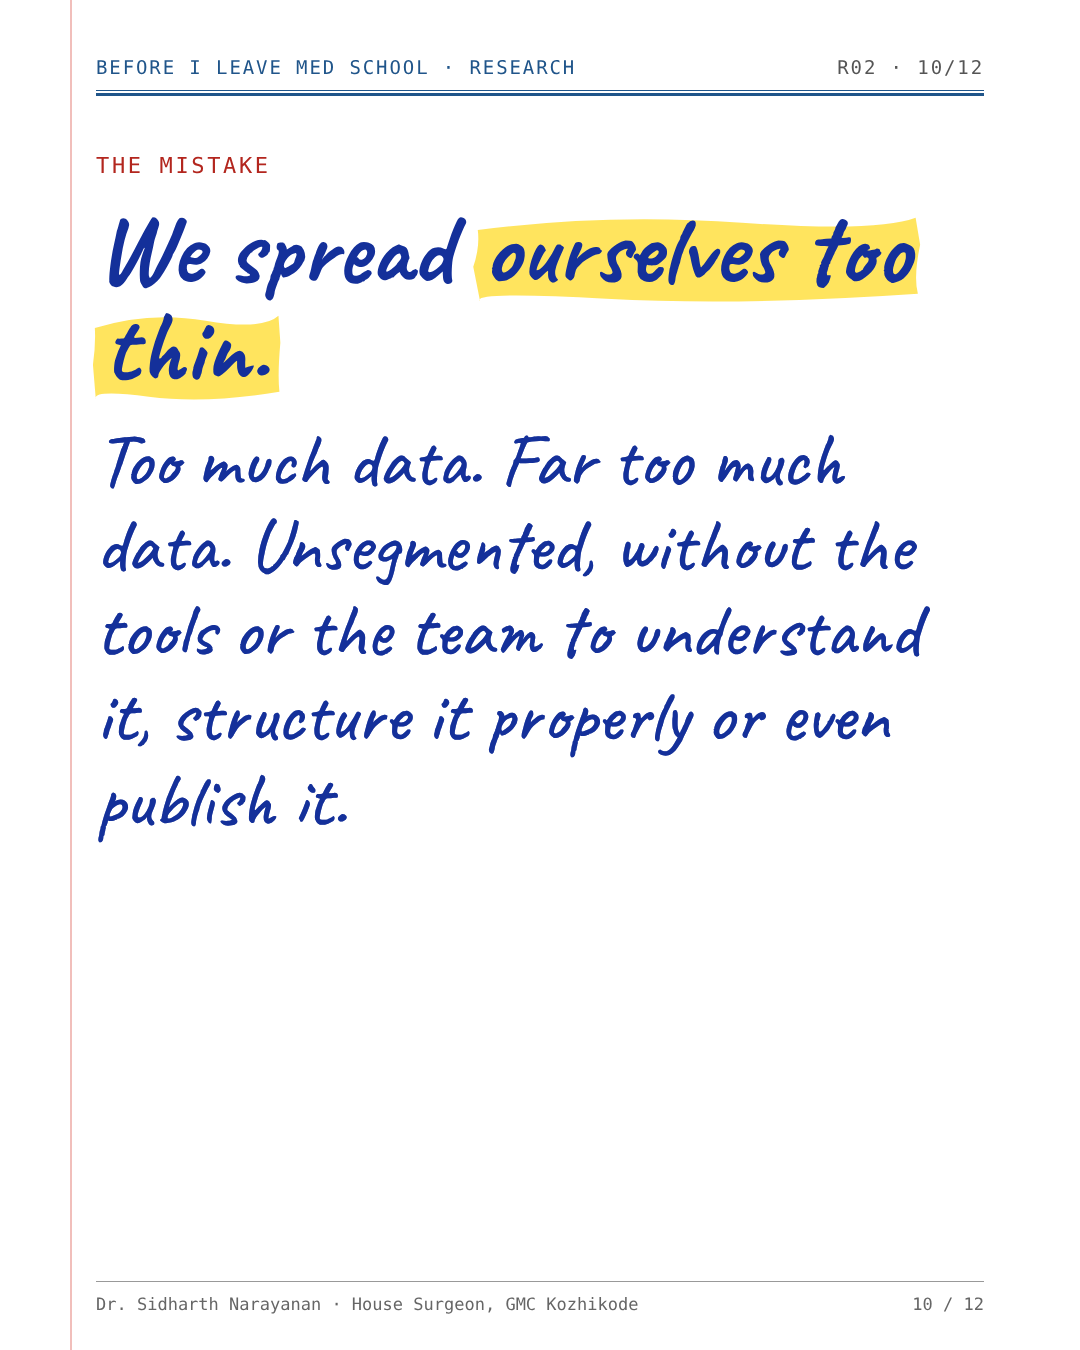 BEFORE I LEAVE MED SCHOOL · RESEARCH
R02 · 10/12
THE MISTAKE
We spread ourselves too
thin.
Too much data. Far too much
data. Unsegmented, without the
tools or the team to understand
it, structure it properly or even
publish it.
Dr. Sidharth Narayanan · House Surgeon, GMC Kozhikode
10 / 12